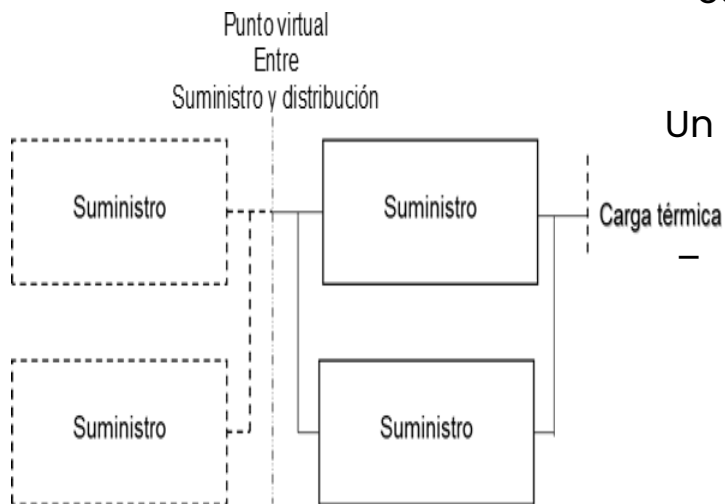 Punto virtual
Entre
Suministro y distribución
Un
Suministro
Suministro
Carga térmica
–
Suministro
Suministro